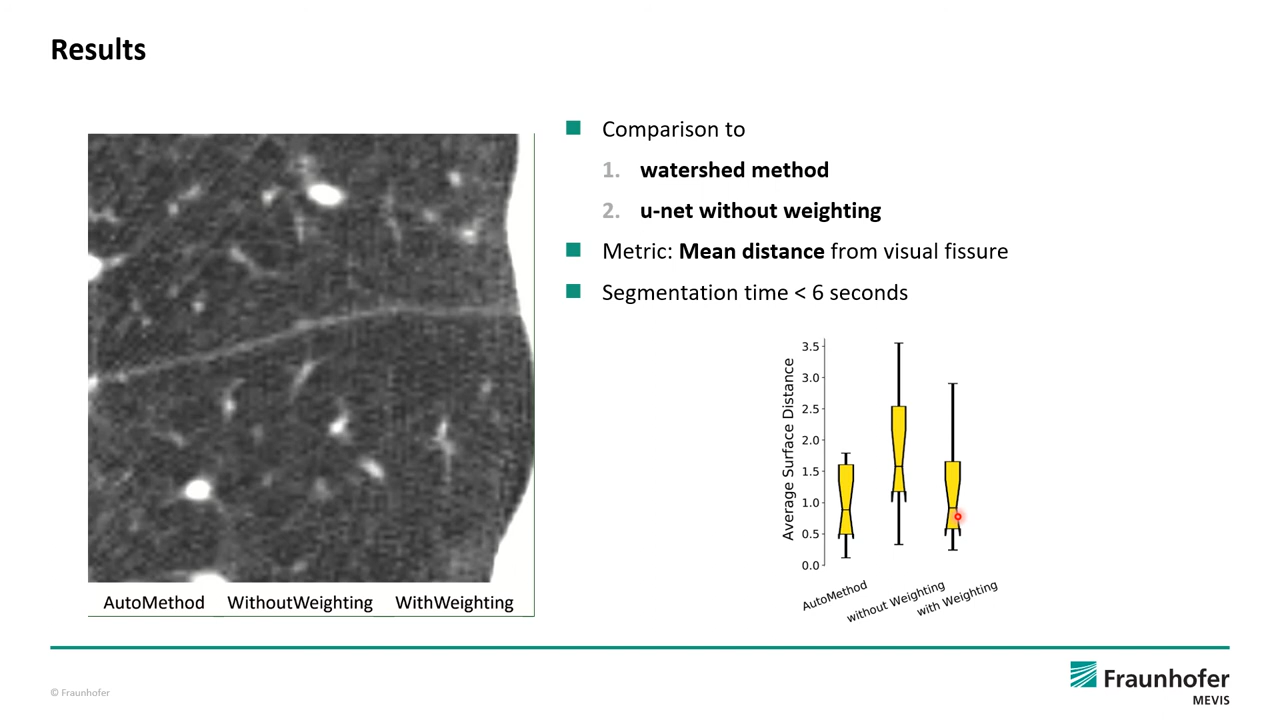 Results
AutoMethod WithoutWeighting WithWeighting
Comparison to
1. watershed method
2. u-net without weighting
Metric: Mean distance from visual fissure
Segmentation time < 6 seconds
Average Surface Distance
3.5
3.0
2.5
2.0
1.5
1.0
0.5
0.0
AutoMethod
without Weighting
with Weighting
© Fraunhofer
Fraunhofer
MEVIS